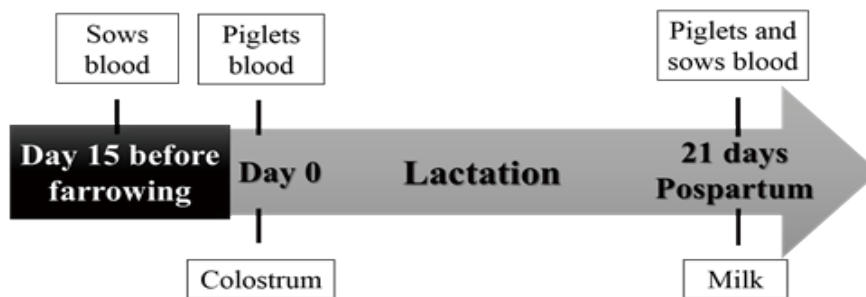 Sows
blood
Piglets
blood
Piglets and
sows blood
Day 15 before
farrowing
Day 0
Lactation
21 days
Pospartum
Colostrum
Milk